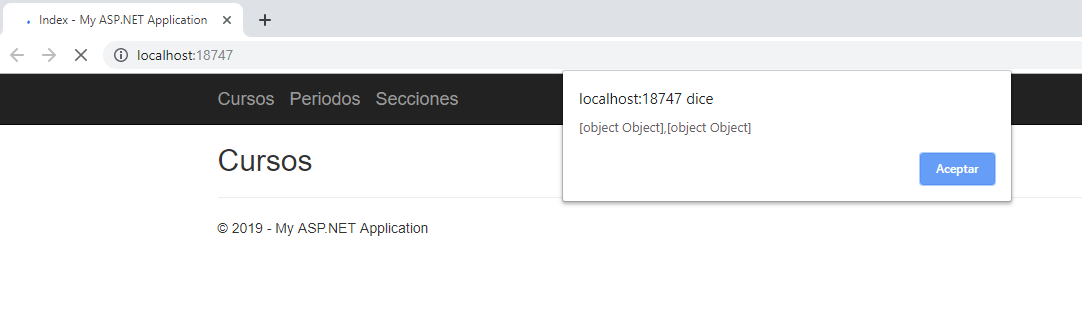 Index - My ASP.NET Application
localhost:18747
Cursos Periodos Secciones
localhost:18747 dice
[object Object],[object Object]
Aceptar
Cursos
© 2019 - My ASP.NET Application